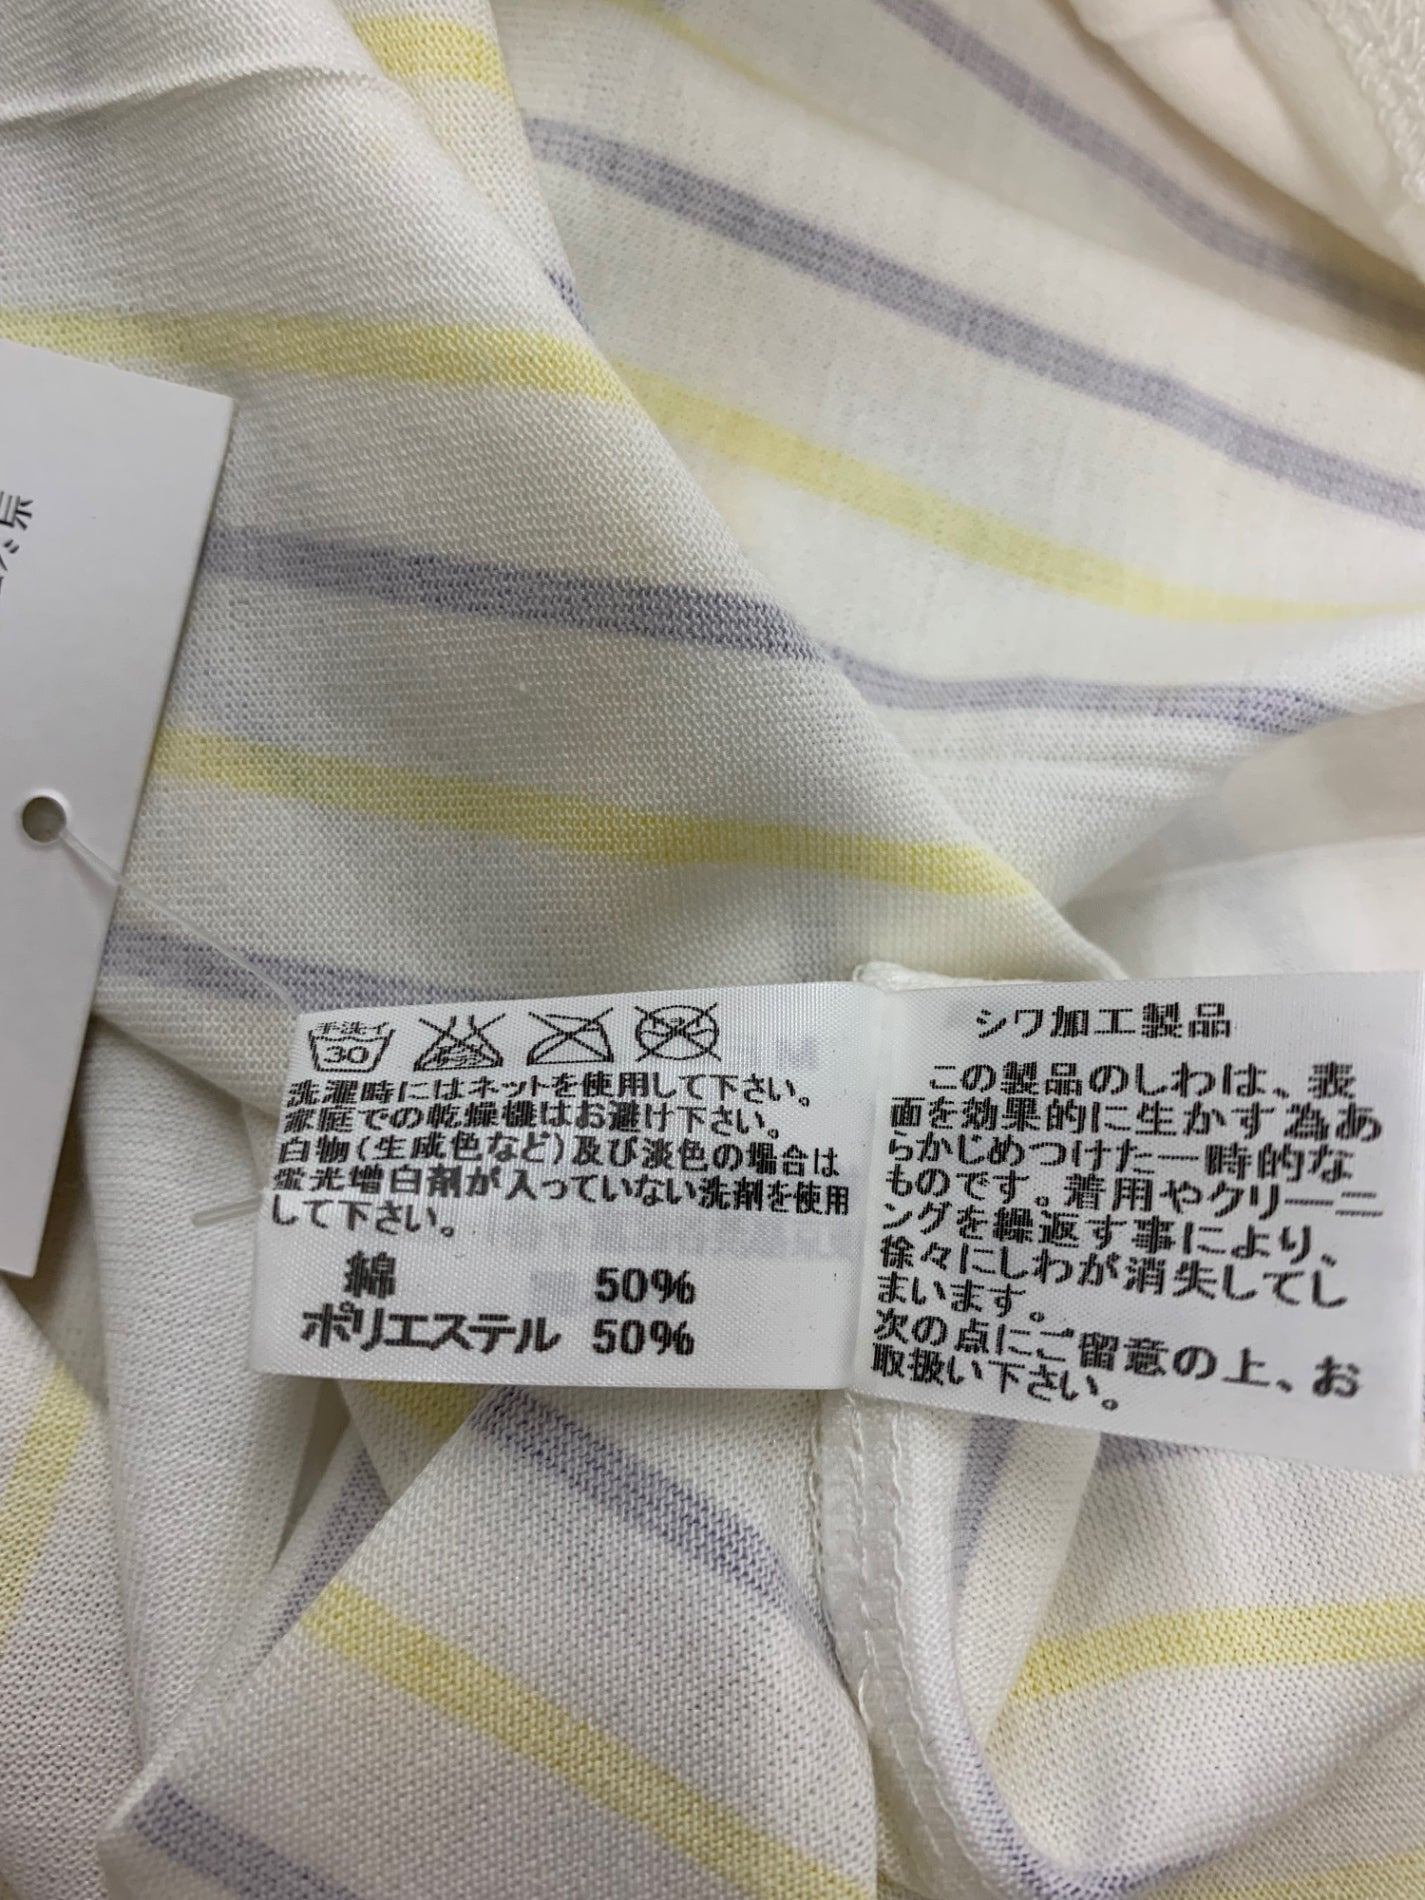 県
手洗イ
30
洗濯時にはネットを使用して下さい。
家庭での乾燥機はお避け下さい。
白物(生成色など)及び淡色の場合は
蛍光増白剤が入っていない洗剤を使用
して下さい。
綿 50%
ポリエステル 50%
シワ加工製品
この製品のしわは、表
面を効果的に生かす為あ
らかじめつけた一時的な
ものです。着用やクリーニ
ングを繰返す事により、
徐々にしわが消失してし
まいます。
次の点にご留意の上、お
取扱い下さい。